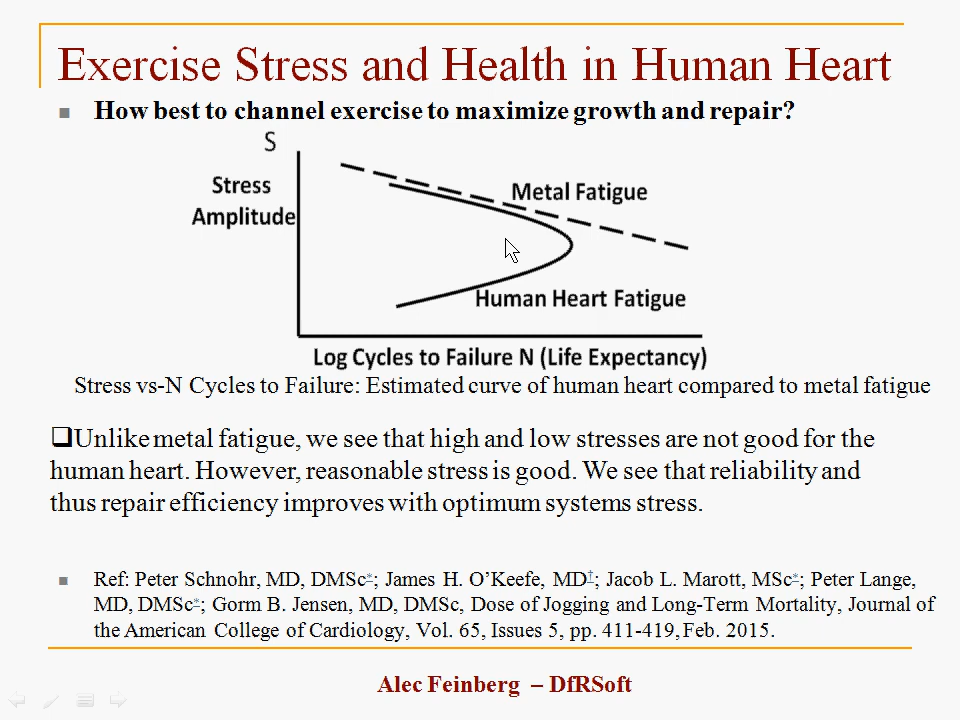 Exercise Stress and Health in Human Heart
How best to channel exercise to maximize growth and repair?
S
Stress
Amplitude
Metal Fatigue
Human Heart Fatigue
Log Cycles to Failure N (Life Expectancy)
Stress vs-N Cycles to Failure: Estimated curve of human heart compared to metal fatigue
Unlike metal fatigue, we see that high and low stresses are not good for the
human heart. However, reasonable stress is good. We see that reliability and
thus repair efficiency improves with optimum systems stress.
Ref: Peter Schnohr, MD, DMSc*; James H. O’Keefe, MD†; Jacob L. Marott, MSc*; Peter Lange,
MD, DMSc*; Gorm B. Jensen, MD, DMSc, Dose of Jogging and Long-Term Mortality, Journal of
the American College of Cardiology, Vol. 65, Issues 5, pp. 411-419, Feb. 2015.
Alec Feinberg – DfRSoft